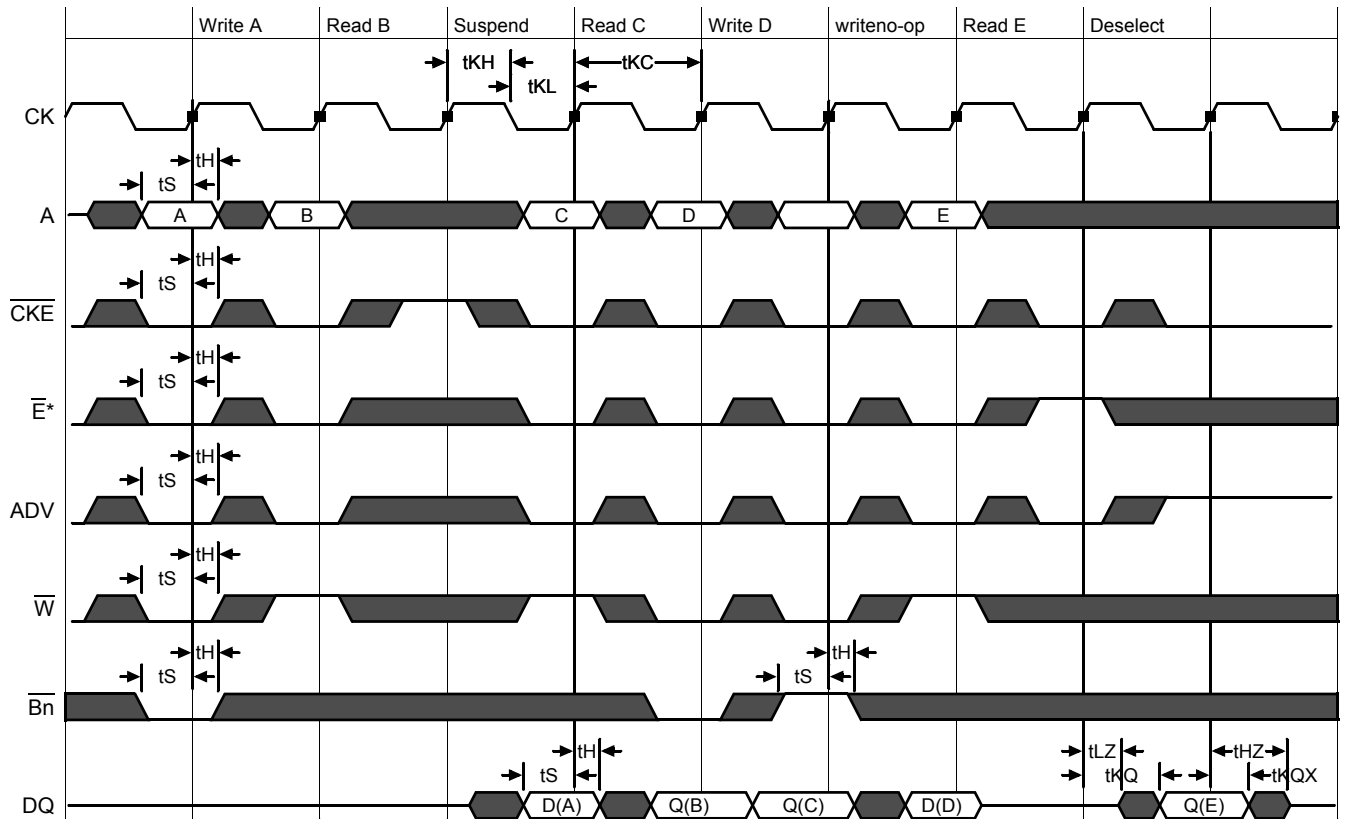 Write A Read B Suspend Read C Write D writeno-op Read E Deselect
tKH tKC
tKL
CK
tH
tS
A A B C D E
tH
tS
CKE
tH
tS
E*
tH
tS
ADV
tH
tS
W
tH tH
tS tS
Bn
tH tLZ tHZ
tS tKQ tKQX
DQ D(A) Q(B) Q(C) D(D) Q(E)